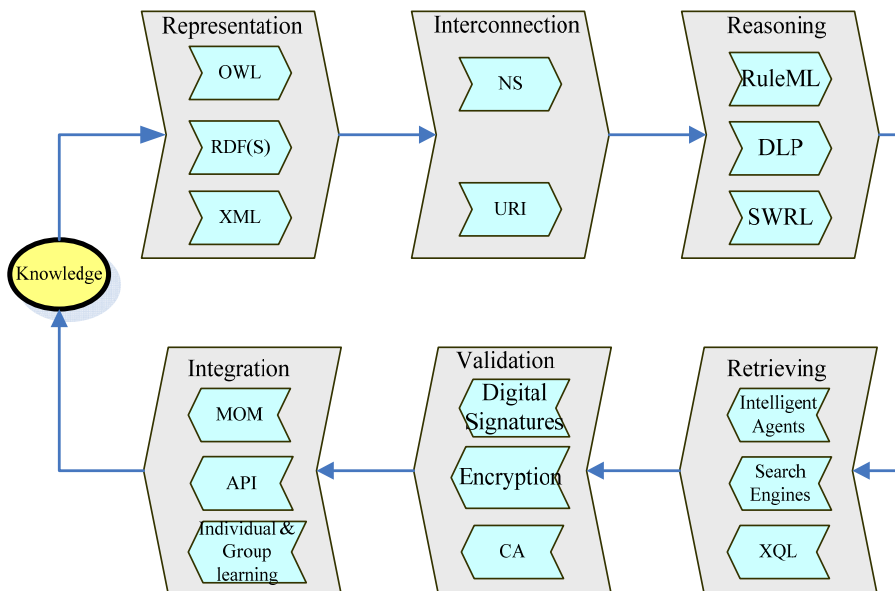 Representation
OWL
RDF(S)
XML
Interconnection
NS
URI
Reasoning
RuleML
DLP
SWRL
Knowledge
Integration
MOM
API
Individual &
Group
learning
Validation
Digital
Signatures
Encryption
CA
Retrieving
Intelligent
Agents
Search
Engines
XQL